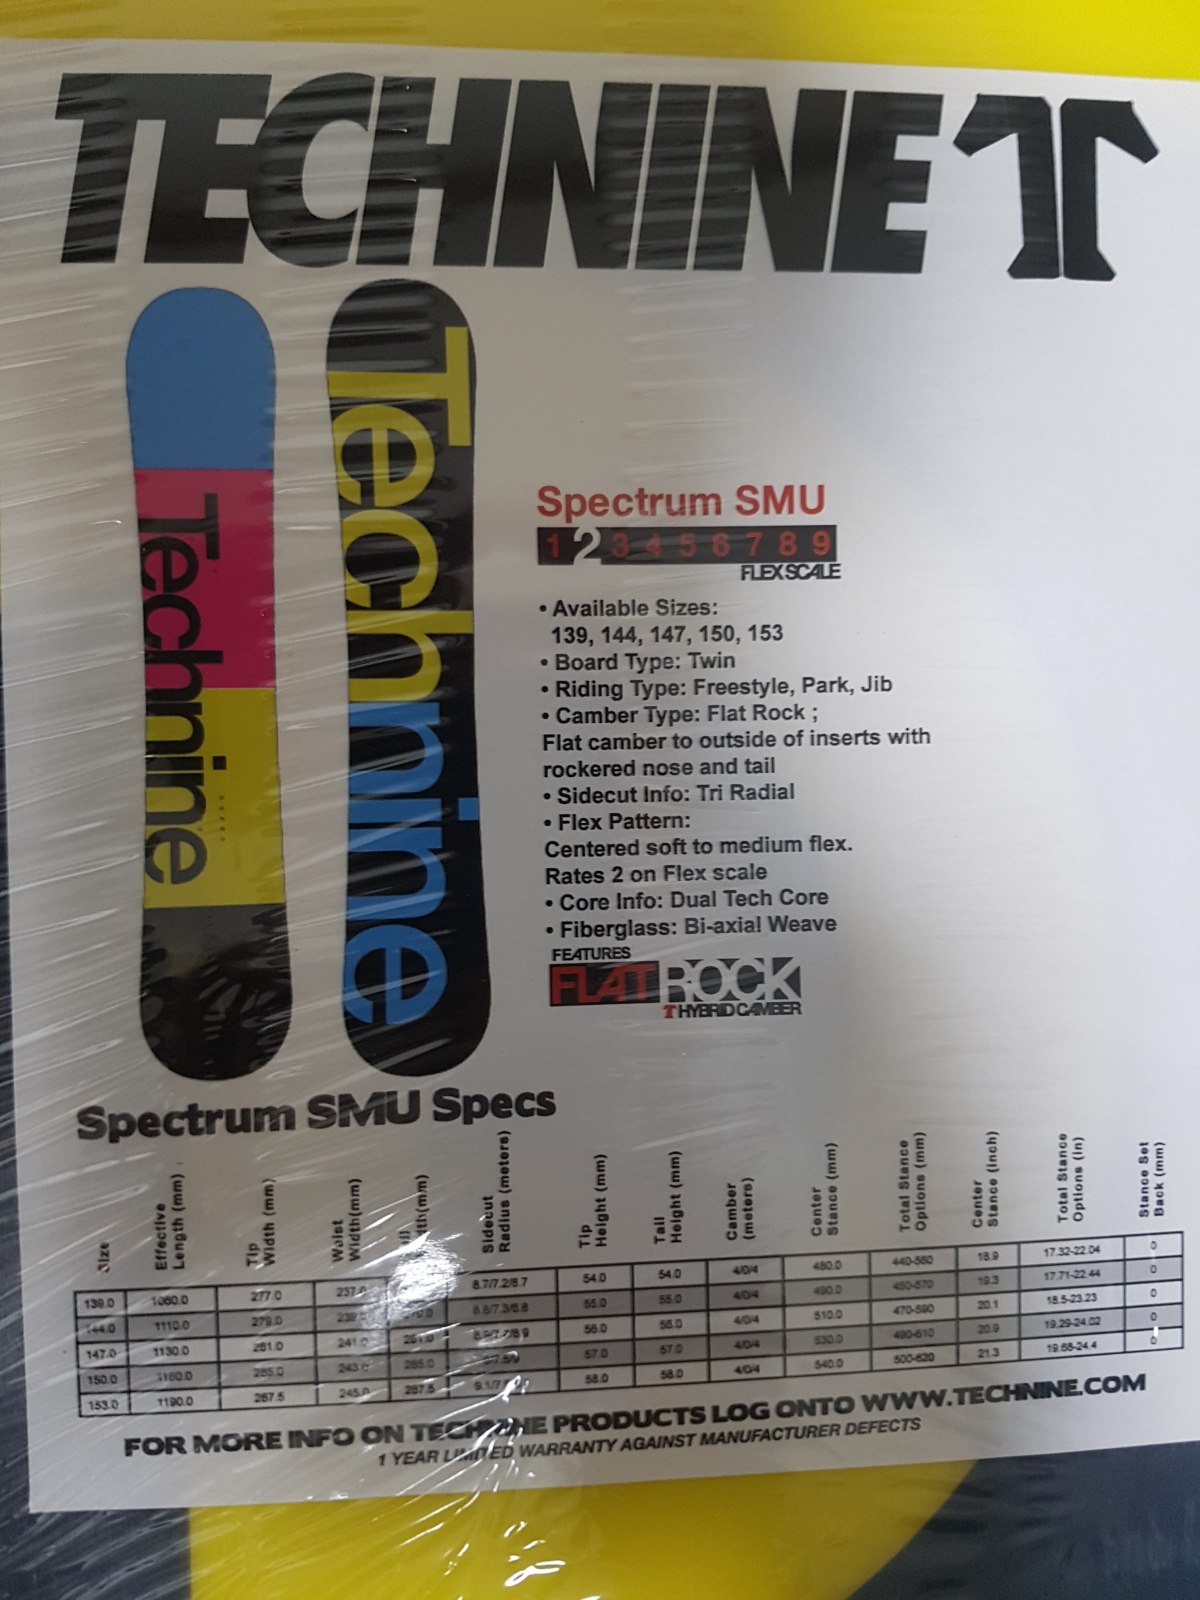 TECHNINE
Technine
Technine
Spectrum SMU
1 2 3 4 5 6 7 8 9
FLEX SCALE
• Available Sizes:
139, 144, 147, 150, 153
• Board Type: Twin
• Riding Type: Freestyle, Park, Jib
• Camber Type: Flat Rock ;
Flat camber to outside of inserts with
rockered nose and tail
• Sidecut Info: Tri Radial
• Flex Pattern:
Centered soft to medium flex.
Rates 2 on Flex scale
• Core Info: Dual Tech Core
• Fiberglass: Bi-axial Weave
FEATURES
FLAT ROCK
HYBRID CAMBER
Spectrum SMU Specs
Size Effective Length (mm) Tip Width (mm) Waist Width(mm) Sidecut Radius (meters) Tip Height (mm) Tail Height (mm) Camber (meters) Center Stance (mm) Total Stance Options (mm) Center Stance (inch) Total Stance Options (in) Stance Set Back (mm)
139.0 1060.0 277.0 237.0 8.7/7.2/8.7 54.0 54.0 4/0/4 480.0 440-560 18.9 17.32-22.04 0
144.0 1110.0 279.0 55.0 55.0 4/0/4 490.0 450-570 19.3 17.71-22.44 0
147.0 1130.0 281.0 241.0 281.0 56.0 56.0 4/0/4 510.0 470-590 20.1 18.5-23.23 0
150.0 1160.0 285.0 243.0 285.0 57.0 57.0 4/0/4 530.0 490-610 20.9 19.29-24.02 0
153.0 1190.0 287.5 245.0 287.5 58.0 58.0 4/0/4 540.0 500-620 21.3 19.68-24.4 0
FOR MORE INFO ON TECHNINE PRODUCTS LOG ONTO WWW.TECHNINE.COM
1 YEAR LIMITED WARRANTY AGAINST MANUFACTURER DEFECTS